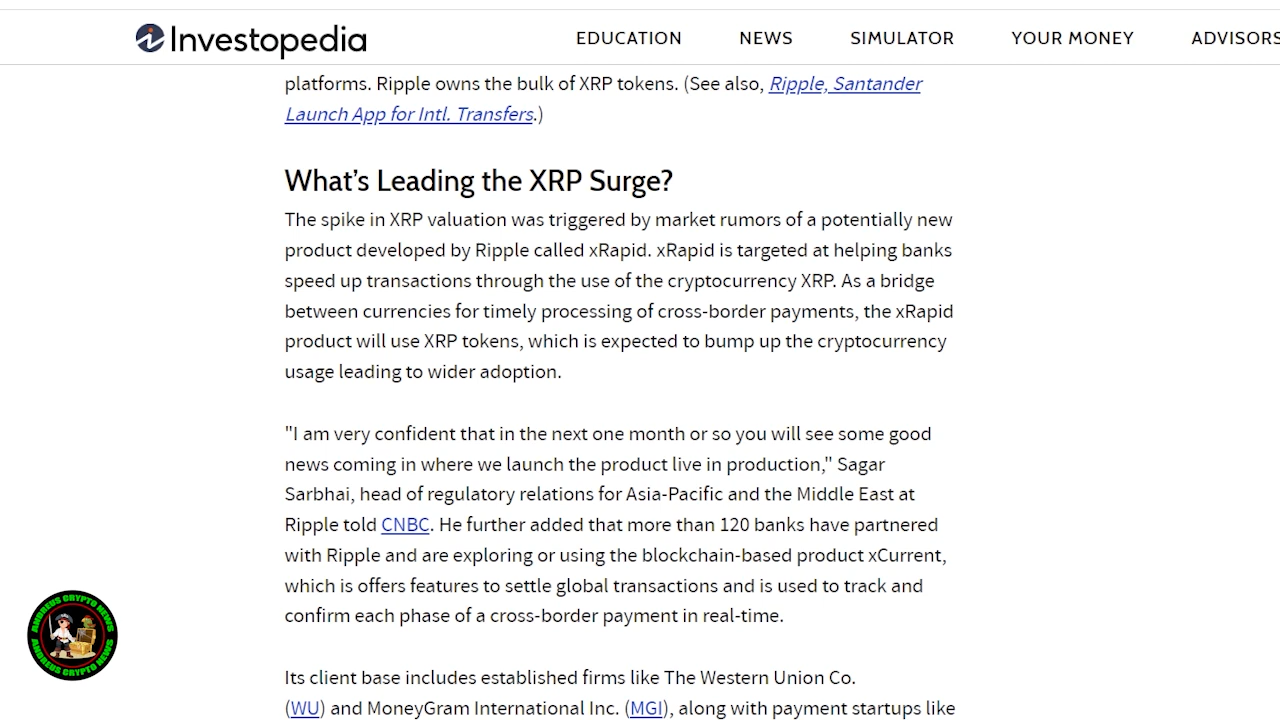 Investopedia
EDUCATION NEWS SIMULATOR YOUR MONEY ADVISORS
platforms. Ripple owns the bulk of XRP tokens. (See also, Ripple, Santander
Launch App for Intl. Transfers.)
What’s Leading the XRP Surge?
The spike in XRP valuation was triggered by market rumors of a potentially new
product developed by Ripple called xRapid. xRapid is targeted at helping banks
speed up transactions through the use of the cryptocurrency XRP. As a bridge
between currencies for timely processing of cross-border payments, the xRapid
product will use XRP tokens, which is expected to bump up the cryptocurrency
usage leading to wider adoption.
"I am very confident that in the next one month or so you will see some good
news coming in where we launch the product live in production," Sagar
Sarbhai, head of regulatory relations for Asia-Pacific and the Middle East at
Ripple told CNBC. He further added that more than 120 banks have partnered
with Ripple and are exploring or using the blockchain-based product xCurrent,
which is offers features to settle global transactions and is used to track and
confirm each phase of a cross-border payment in real-time.
Its client base includes established firms like The Western Union Co.
(WU) and MoneyGram International Inc. (MGI), along with payment startups like
ANDREUS CRYPTO NEWS
ANDREUS CRYPTO NEWS